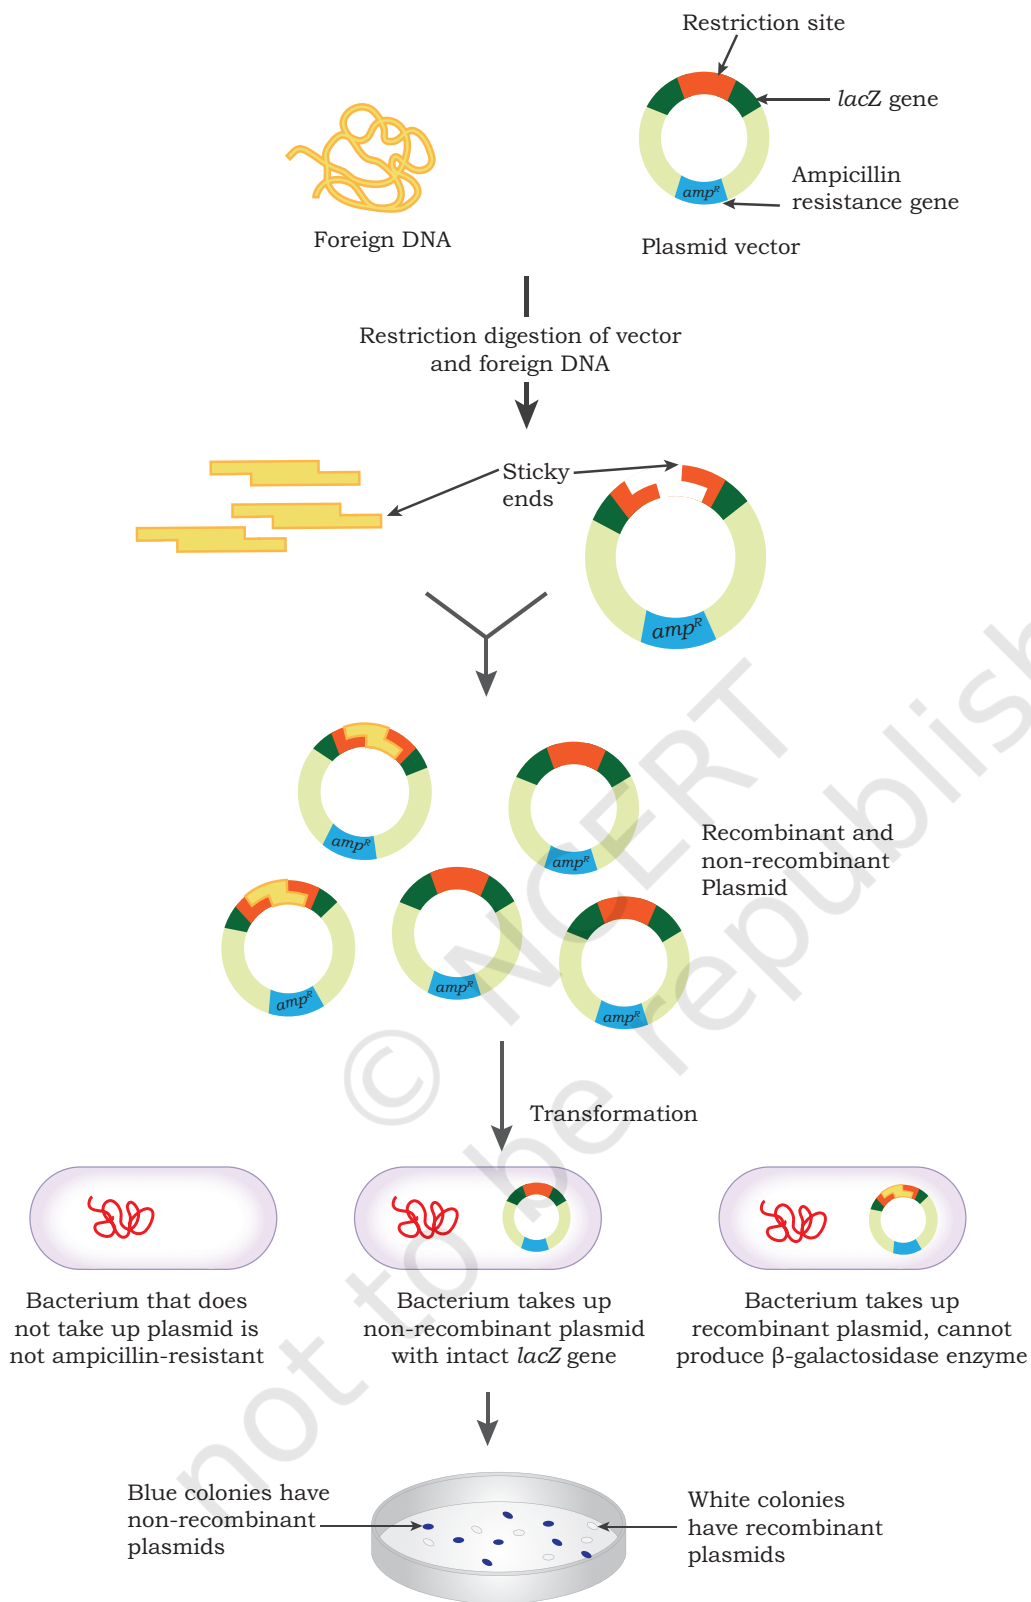 Restriction site
lacZ gene
Ampicillin
resistance gene
ampR
Foreign DNA
Plasmid vector
Restriction digestion of vector
and foreign DNA
Sticky
ends
ampR
ampR
ampR
Recombinant and
non-recombinant
Plasmid
ampR
ampR
ampR
Transformation
Bacterium that does
not take up plasmid is
not ampicillin-resistant
Bacterium takes up
non-recombinant plasmid
with intact lacZ gene
Bacterium takes up
recombinant plasmid, cannot
produce β-galactosidase enzyme
Blue colonies have
non-recombinant
plasmids
White colonies
have recombinant
plasmids
© NCERT
not to be republish